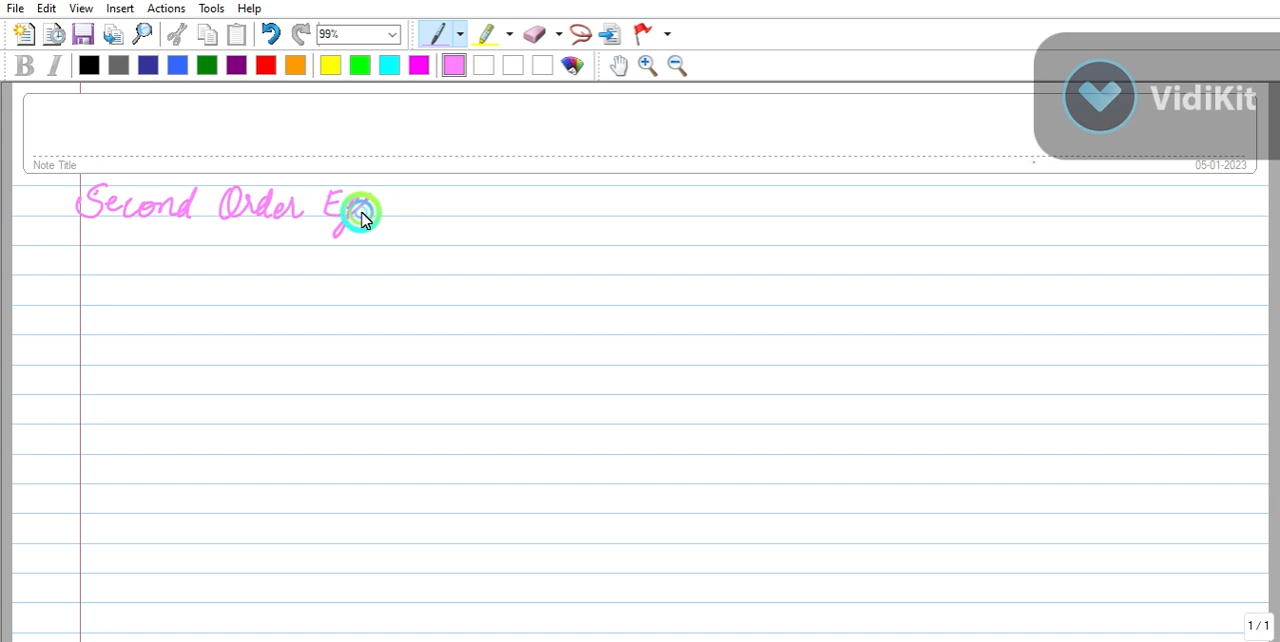 File Edit View Insert Actions Tools Help
99%
B I
VidiKit
Note Title 05-01-2023
Second Order
1 / 1